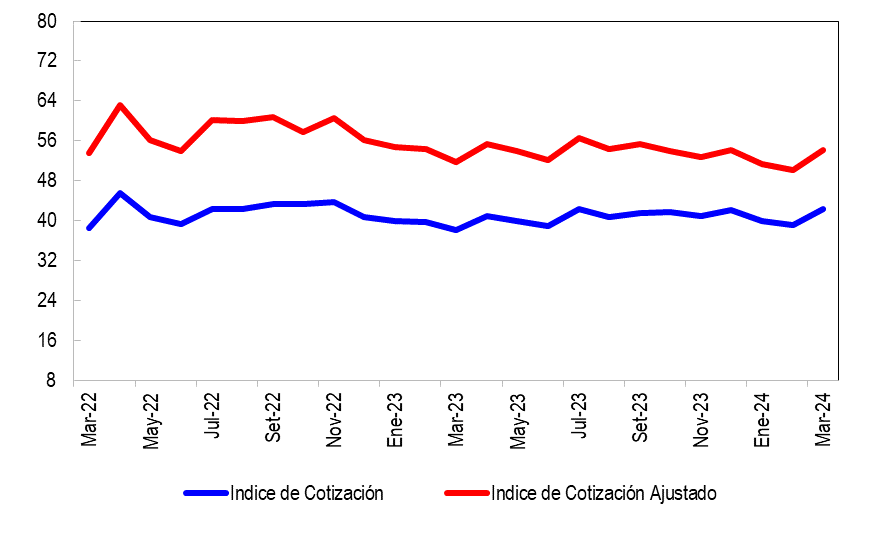 80
72
64
56
48
40
32
24
16
8
Mar-22
May-22
Jul-22
Set-22
Nov-22
Ene-23
Mar-23
May-23
Jul-23
Set-23
Nov-23
Ene-24
Mar-24
Indice de Cotización
Indice de Cotización Ajustado